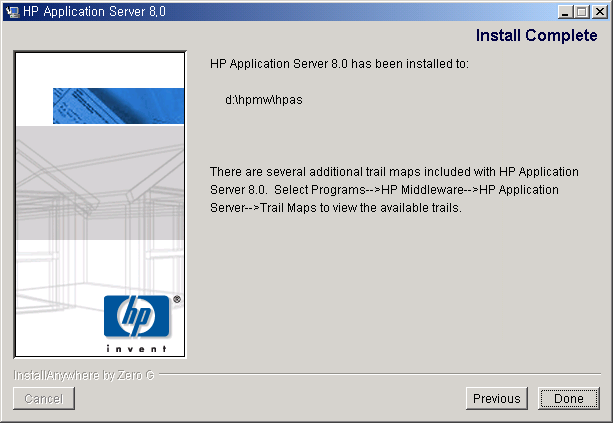 HP Application Server 8,0
Install Complete
HP Application Server 8.0 has been installed to:
d:\hpmw\hpas
There are several additional trail maps included with HP Application
Server 8.0.  Select Programs-->HP Middleware-->HP Application
Server-->Trail Maps to view the available trails.
hp
®
invent
InstallAnywhere by Zero G
Cancel
Previous
Done